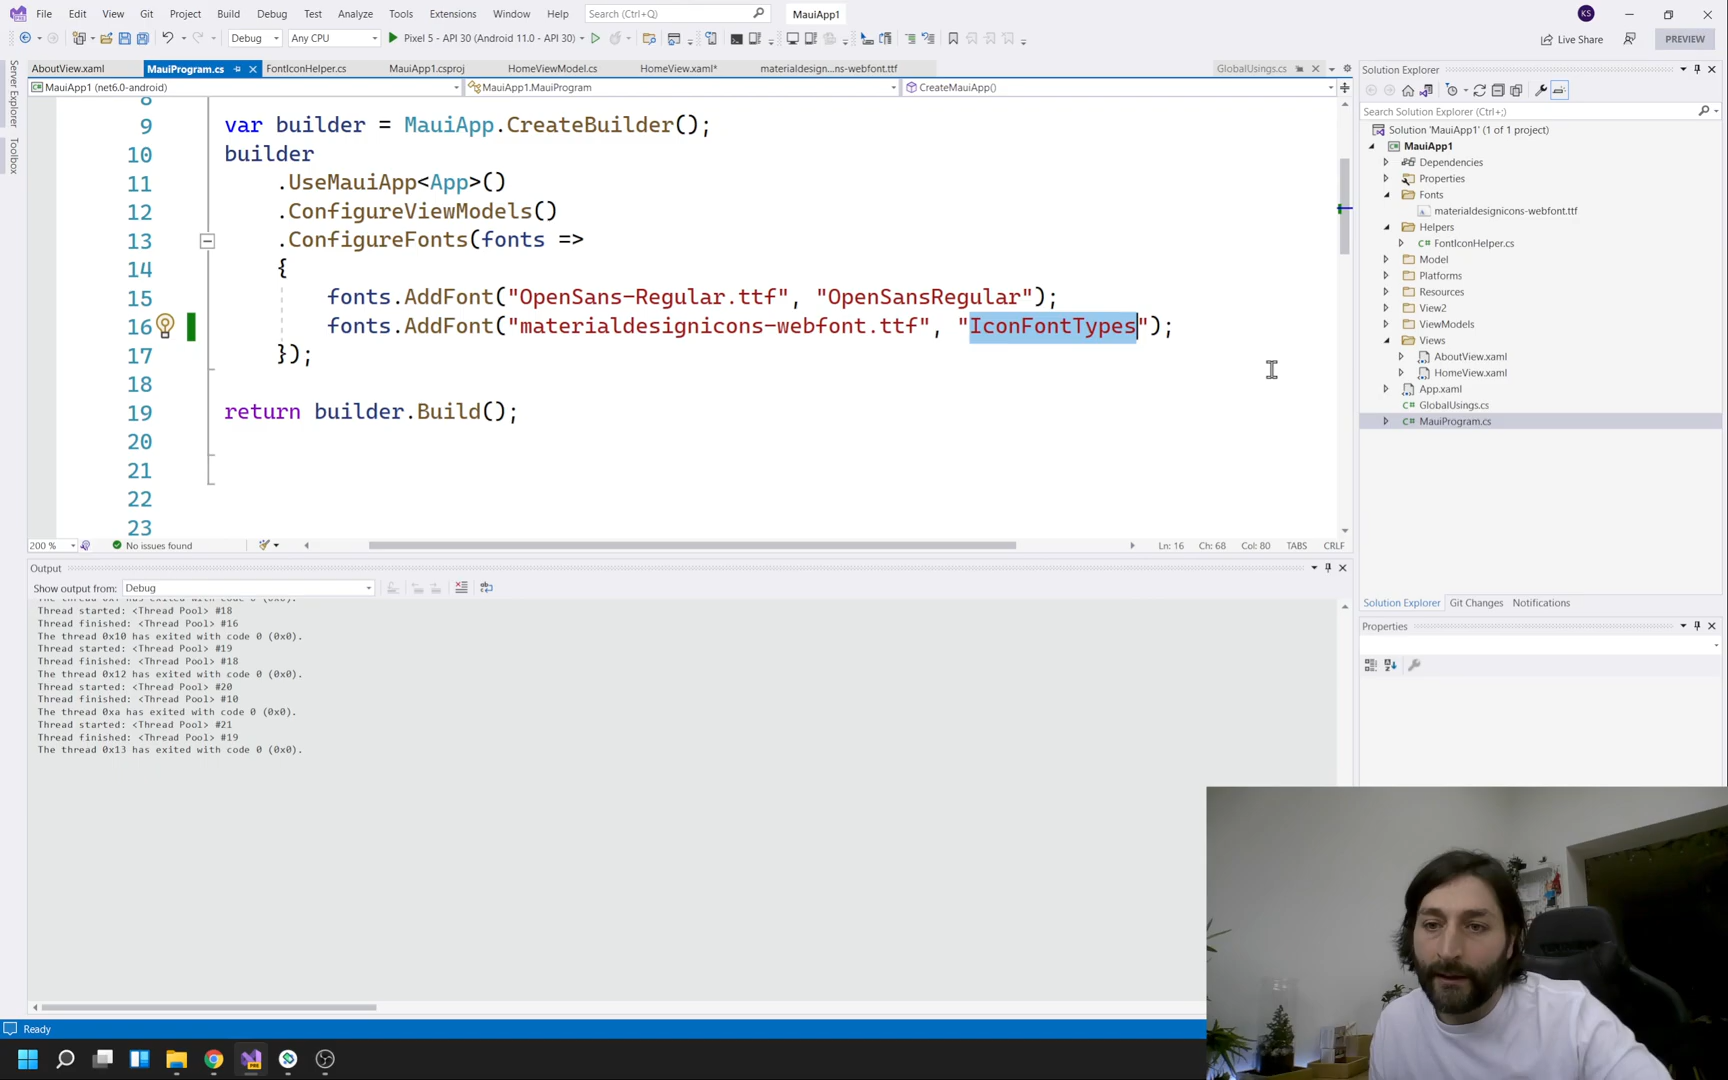 File Edit View Git Project Build Debug Test Analyze Tools Extensions Window Help Search (Ctrl+Q) MauiApp1 KS
Debug Any CPU Pixel 5 - API 30 (Android 11.0 - API 30) Live Share PREVIEW
AboutView.xaml MauiProgram.cs FontIconHelper.cs MauiApp1.csproj HomeViewModel.cs HomeView.xaml* materialdesign...ns-webfont.ttf GlobalUsings.cs
MauiApp1 (net6.0-android) MauiApp1.MauiProgram CreateMauiApp()
Server Explorer
Toolbox
8
9 var builder = MauiApp.CreateBuilder();
10 builder
11 .UseMauiApp<App>()
12 .ConfigureViewModels()
13 .ConfigureFonts(fonts =>
14 {
15 fonts.AddFont("OpenSans-Regular.ttf", "OpenSansRegular");
16 fonts.AddFont("materialdesignicons-webfont.ttf", "IconFontTypes");
17 });
18
19 return builder.Build();
20
21
22
23
200 % No issues found Ln: 16 Ch: 68 Col: 80 TABS CRLF
Output
Show output from: Debug
Thread started: <Thread Pool> #18
Thread finished: <Thread Pool> #16
The thread 0x10 has exited with code 0 (0x0).
Thread started: <Thread Pool> #19
Thread finished: <Thread Pool> #18
The thread 0x12 has exited with code 0 (0x0).
Thread started: <Thread Pool> #20
Thread finished: <Thread Pool> #10
The thread 0xa has exited with code 0 (0x0).
Thread started: <Thread Pool> #21
Thread finished: <Thread Pool> #19
The thread 0x13 has exited with code 0 (0x0).
Solution Explorer
Search Solution Explorer (Ctrl+;)
Solution 'MauiApp1' (1 of 1 project)
MauiApp1
Dependencies
Properties
Fonts
materialdesignicons-webfont.ttf
Helpers
C# FontIconHelper.cs
Model
Platforms
Resources
View2
ViewModels
Views
AboutView.xaml
HomeView.xaml
App.xaml
C# GlobalUsings.cs
C# MauiProgram.cs
Solution Explorer Git Changes Notifications
Properties
Ready